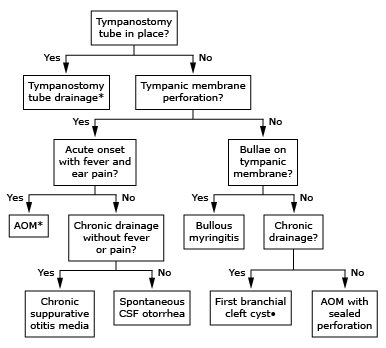 Tympanostomy
tube in place?
Yes
No
Tympanostomy
tube drainage*
Tympanic membrane
perforation?
Yes
No
Acute onset
with fever and
ear pain?
Bullae on
tympanic
membrane?
Yes
No
Yes
No
AOM*
Chronic drainage
without fever
or pain?
Bullous
myringitis
Chronic
drainage?
Yes
No
Yes
No
Chronic
suppurative
otitis media
Spontaneous
CSF otorrhea
First branchial
cleft cyst•
AOM with
sealed
perforation